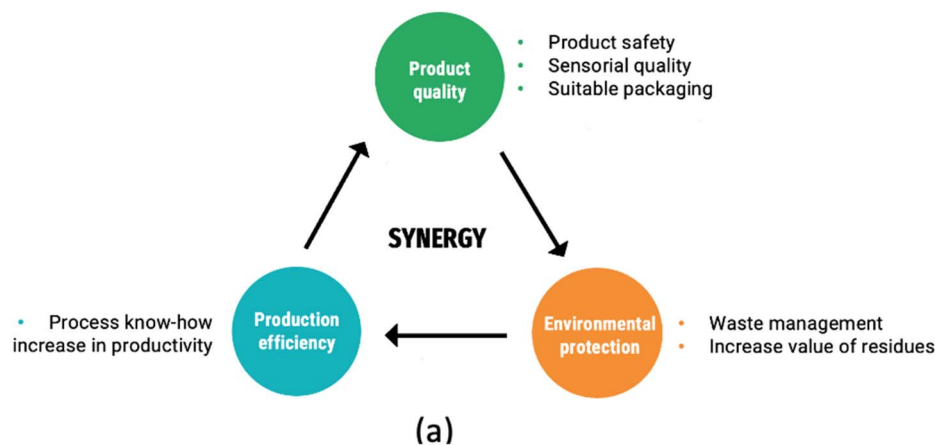 Product
quality
• Product safety
• Sensorial quality
• Suitable packaging
SYNERGY
Production
efficiency
• Process know-how
increase in productivity
Environmental
protection
• Waste management
• Increase value of residues
(a)